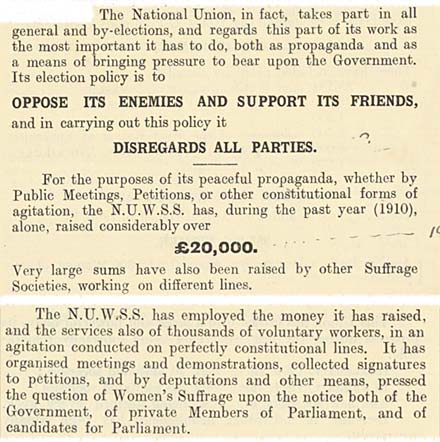 The National Union, in fact, takes part in all
general and by-elections, and regards this part of its work as
the most important it has to do, both as propaganda and as
a means of bringing pressure to bear upon the Government.
Its election policy is to
OPPOSE ITS ENEMIES AND SUPPORT ITS FRIENDS,
and in carrying out this policy it
DISREGARDS ALL PARTIES.
For the purposes of its peaceful propaganda, whether by
Public Meetings, Petitions, or other constitutional forms of
agitation, the N.U.W.S.S. has, during the past year (1910),
alone, raised considerably over
£20,000.
Very large sums have also been raised by other Suffrage
Societies, working on different lines.
The N.U.W.S.S. has employed the money it has raised,
and the services also of thousands of voluntary workers, in an
agitation conducted on perfectly constitutional lines. It has
organised meetings and demonstrations, collected signatures
to petitions, and by deputations and other means, pressed
the question of Women's Suffrage upon the notice both of the
Government, of private Members of Parliament, and of
candidates for Parliament.